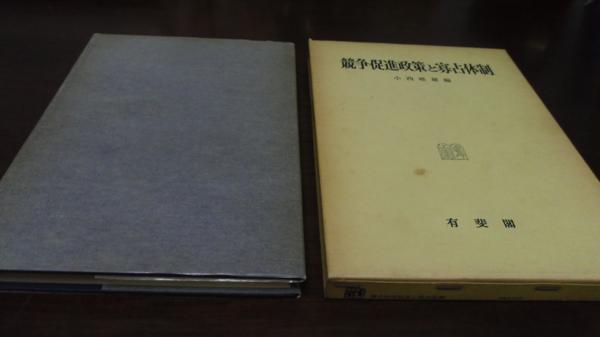 競争促進政策と寡占体制
小西唯雄編
有斐閣